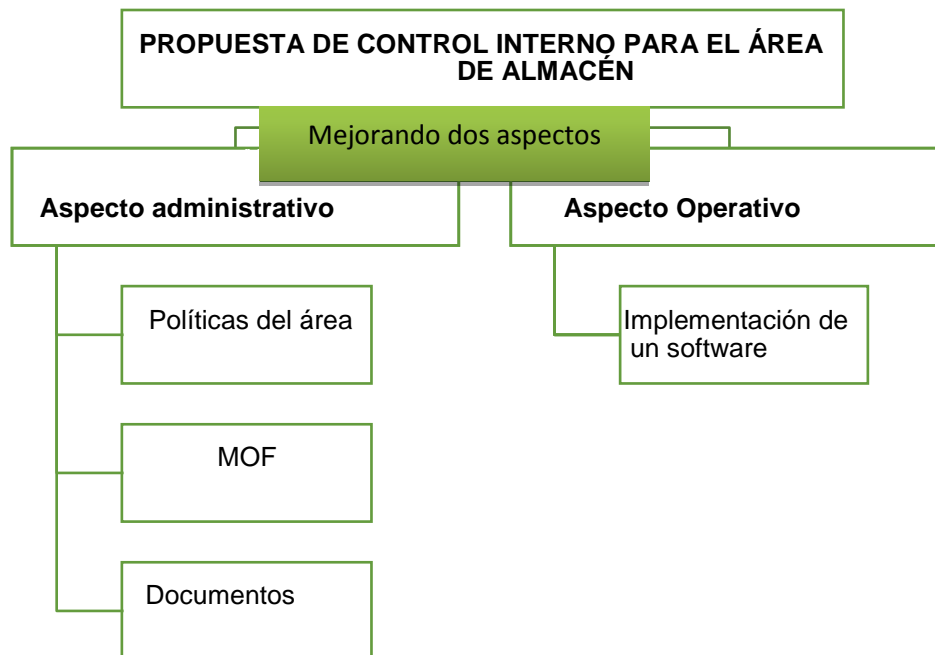 PROPUESTA DE CONTROL INTERNO PARA EL ÁREA
DE ALMACÉN
Mejorando dos aspectos
Aspecto administrativo
Aspecto Operativo
Políticas del área
Implementación de
un software
MOF
Documentos